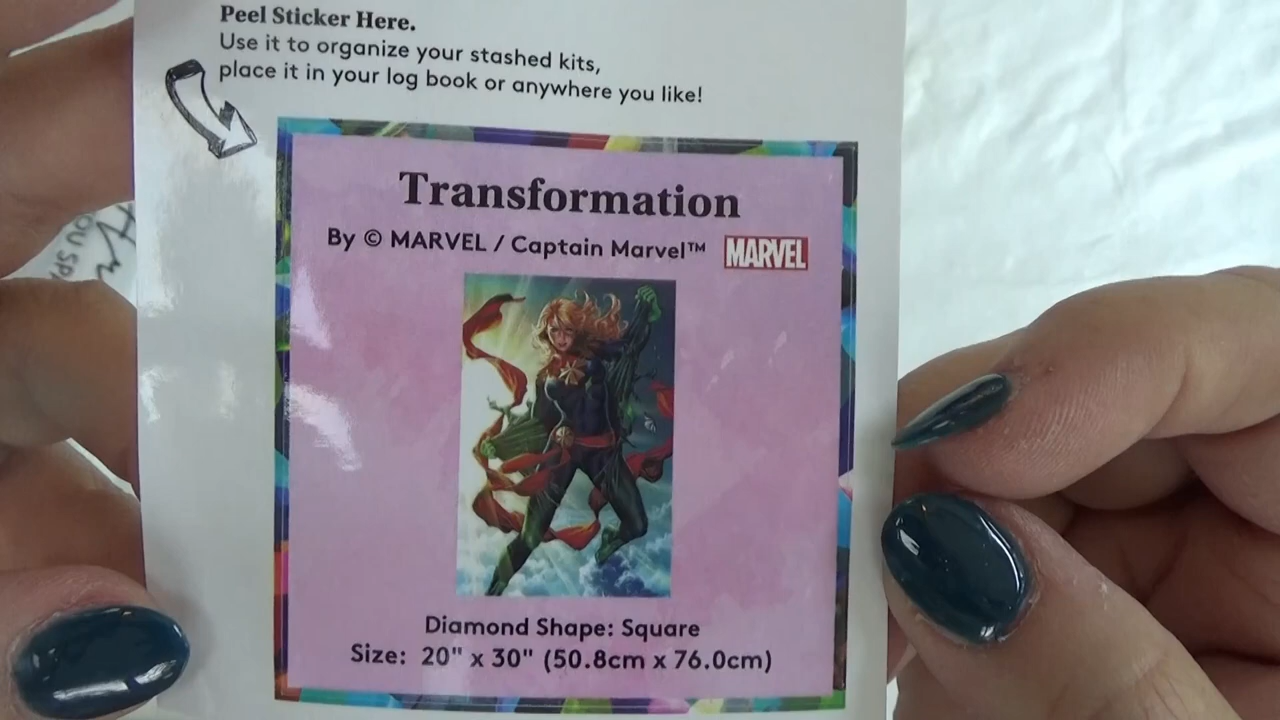 Peel Sticker Here.
Use it to organize your stashed kits,
place it in your log book or anywhere you like!
Transformation
By © MARVEL / Captain Marvel™ MARVEL
Diamond Shape: Square
Size: 20" x 30" (50.8cm x 76.0cm)